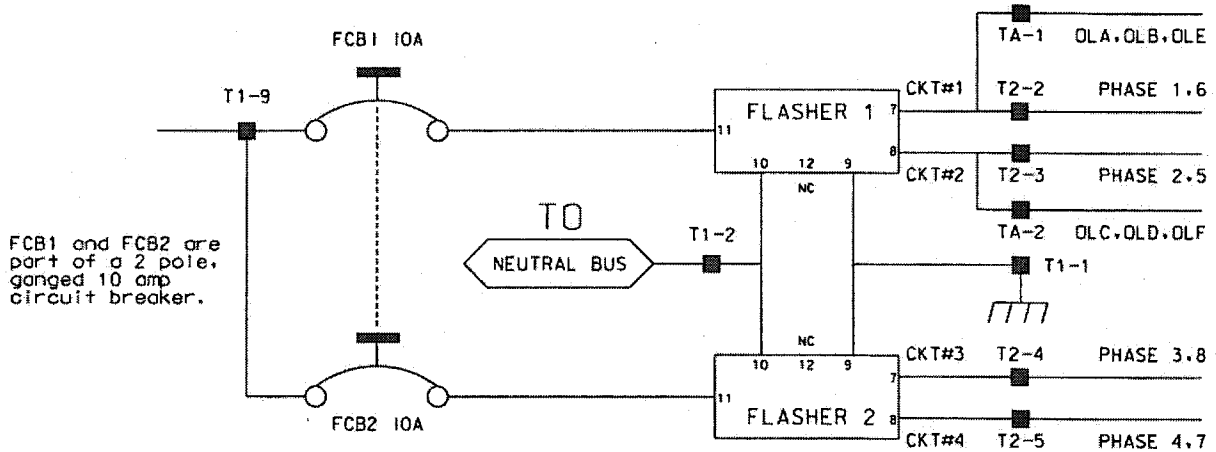 TA-1 OLA.OLB.OLE
FCB1 10A
T1-9
CKT#1 T2-2 PHASE 1.6
FLASHER 1
7
11
8
10 12 9
NC
CKT#2 T2-3 PHASE 2.5
TA-2 OLC.OLD.OLF
TO
NEUTRAL BUS
T1-2
T1-1
FCB1 and FCB2 are
part of a 2 pole,
ganged 10 amp
circuit breaker.
NC
10 12 9
CKT#3 T2-4 PHASE 3.8
7
11
FLASHER 2
8
FCB2 10A
CKT#4 T2-5 PHASE 4.7